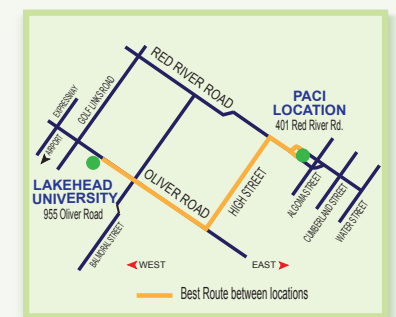 RED RIVER ROAD
PACI
LOCATION
401 Red River Rd.
EXPRESSWAY
GOLF LINKS ROAD
AIRPORT
LAKEHEAD
UNIVERSITY
955 Oliver Road
OLIVER ROAD
HIGH STREET
ALGOMA STREET
CUMBERLAND STREET
WATER STREET
BALMORAL STREET
WEST
EAST
Best Route between locations